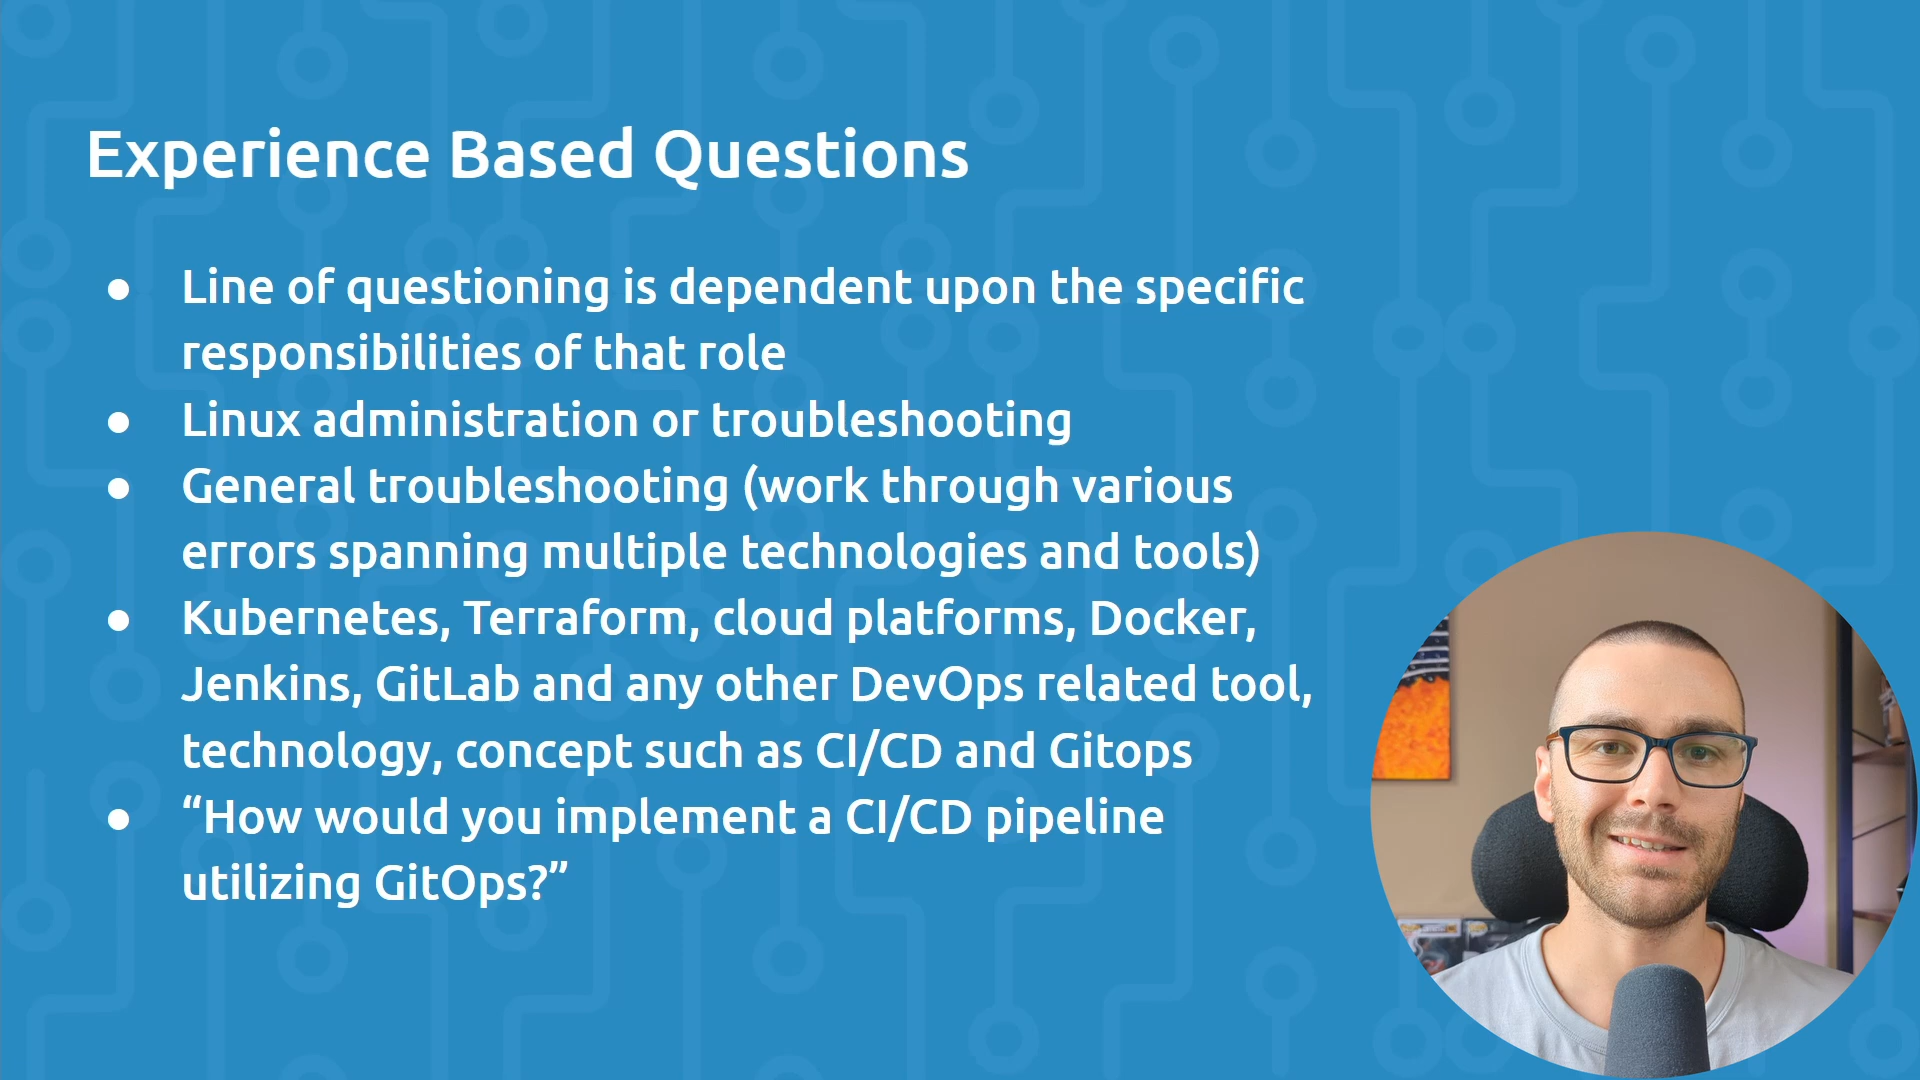 Experience Based Questions
● Line of questioning is dependent upon the specific
responsibilities of that role
● Linux administration or troubleshooting
● General troubleshooting (work through various
errors spanning multiple technologies and tools)
● Kubernetes, Terraform, cloud platforms, Docker,
Jenkins, GitLab and any other DevOps related tool,
technology, concept such as CI/CD and Gitops
● “How would you implement a CI/CD pipeline
utilizing GitOps?”